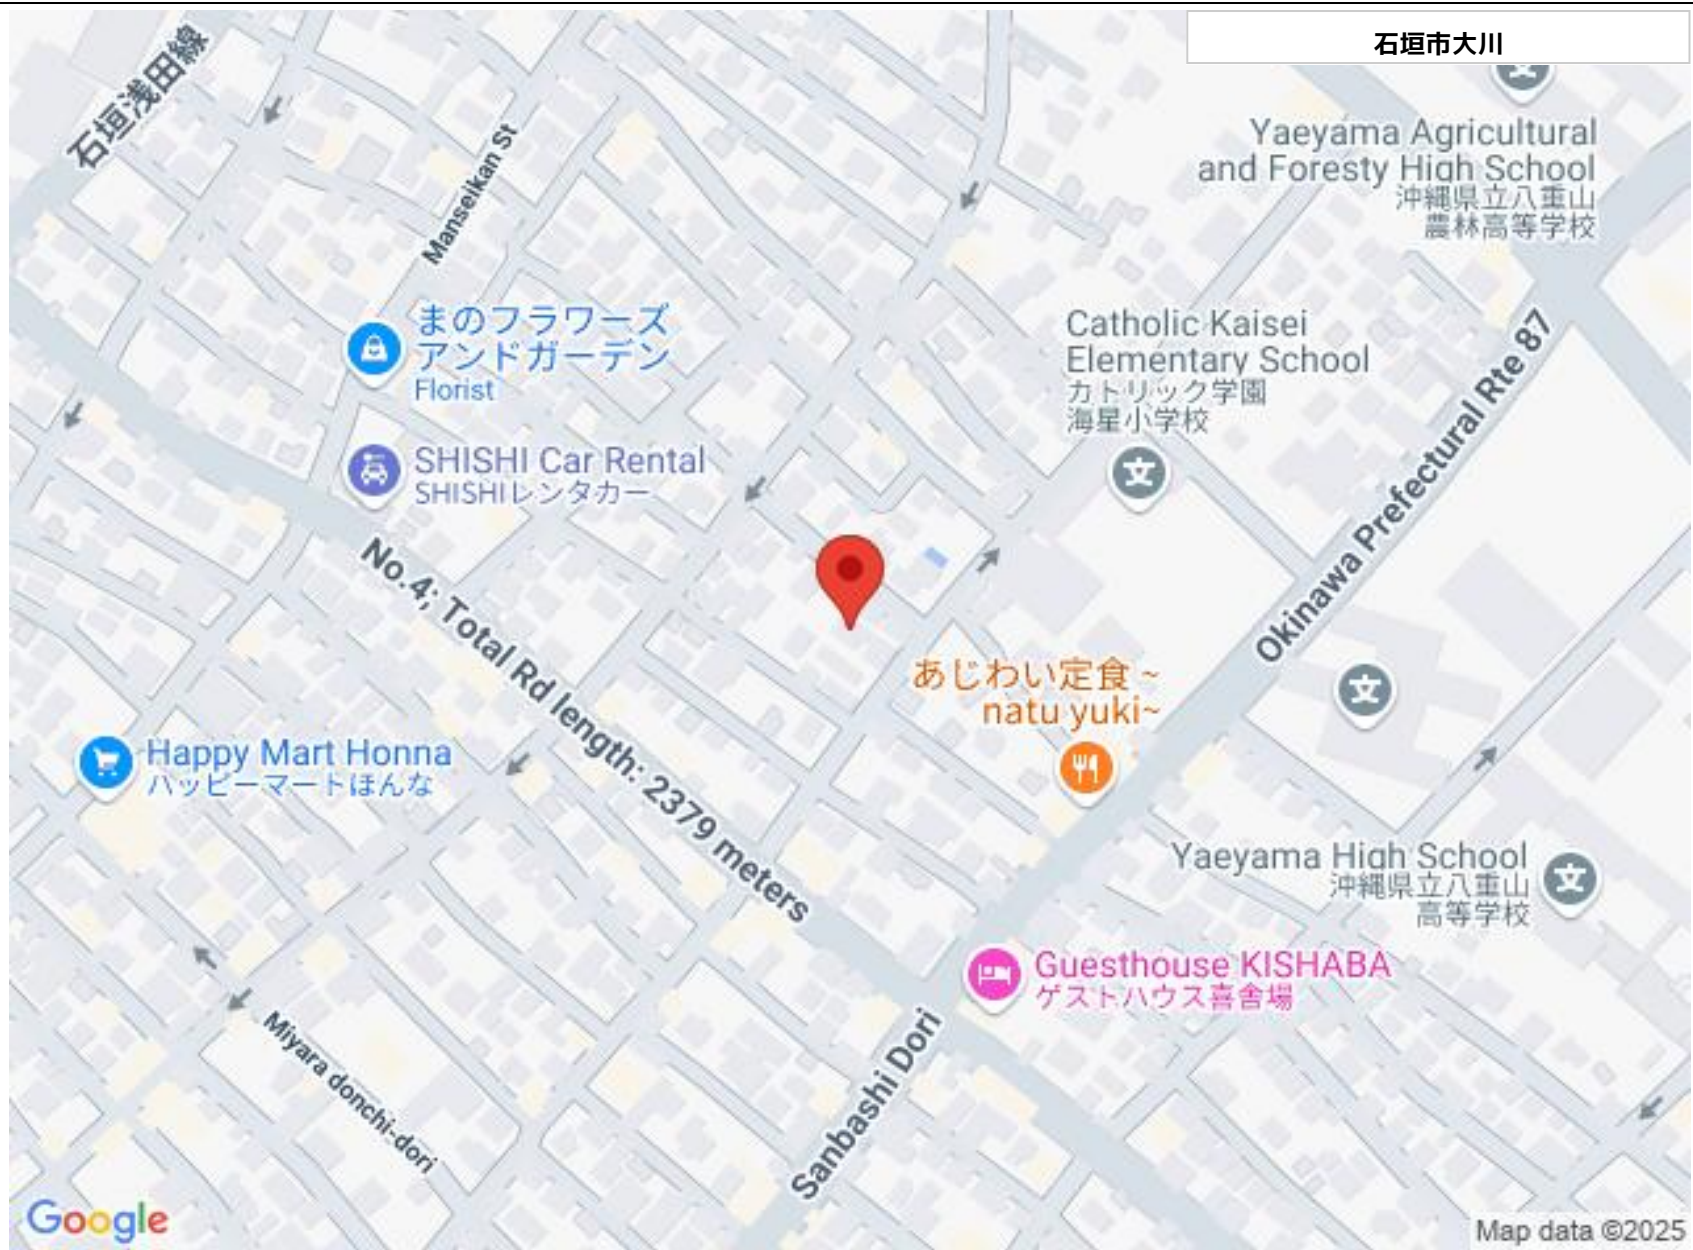 石垣市大川
石垣浅田線
Manseikan St
Yaeyama Agricultural
and Foresty High School
沖縄県立八重山
農林高等学校
まのフラワーズ
アンドガーデン
Florist
Catholic Kaisei
Elementary School
カトリック学園
海星小学校
Okinawa Prefectural Rte 87
SHISHI Car Rental
SHISHIレンタカー
No.4; Total Rd length: 2379 meters
あじわい定食 ~
natu yuki~
Happy Mart Honna
ハッピーマートほんな
Yaeyama High School
沖縄県立八重山
高等学校
Guesthouse KISHABA
ゲストハウス喜舎場
Miyara donchi-dori
Sanbashi Dori
Google
Map data ©2025